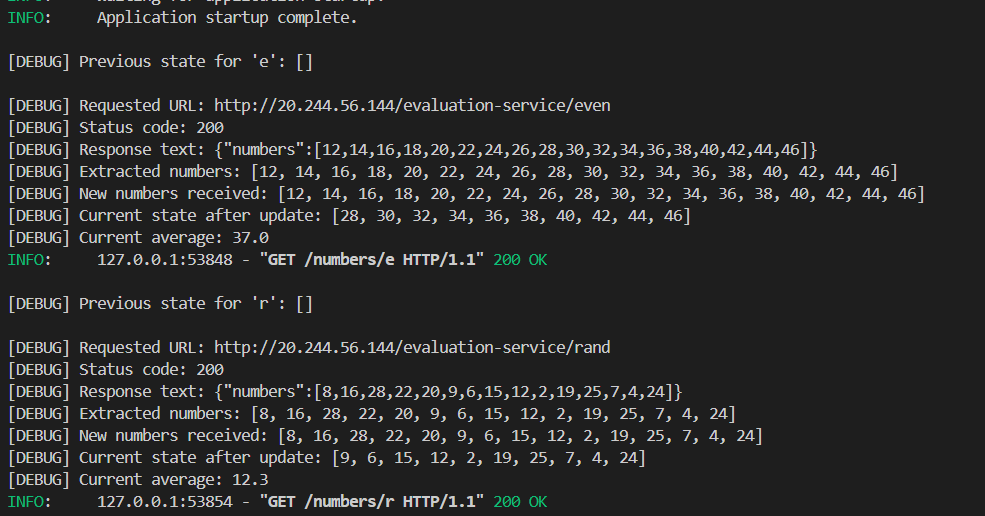 INFO:     Waiting for application startup.
INFO:     Application startup complete.
[DEBUG] Previous state for 'e': []
[DEBUG] Requested URL: http://20.244.56.144/evaluation-service/even
[DEBUG] Status code: 200
[DEBUG] Response text: {"numbers":[12,14,16,18,20,22,24,26,28,30,32,34,36,38,40,42,44,46]}
[DEBUG] Extracted numbers: [12, 14, 16, 18, 20, 22, 24, 26, 28, 30, 32, 34, 36, 38, 40, 42, 44, 46]
[DEBUG] New numbers received: [12, 14, 16, 18, 20, 22, 24, 26, 28, 30, 32, 34, 36, 38, 40, 42, 44, 46]
[DEBUG] Current state after update: [28, 30, 32, 34, 36, 38, 40, 42, 44, 46]
[DEBUG] Current average: 37.0
INFO:     127.0.0.1:53848 - "GET /numbers/e HTTP/1.1" 200 OK
[DEBUG] Previous state for 'r': []
[DEBUG] Requested URL: http://20.244.56.144/evaluation-service/rand
[DEBUG] Status code: 200
[DEBUG] Response text: {"numbers":[8,16,28,22,20,9,6,15,12,2,19,25,7,4,24]}
[DEBUG] Extracted numbers: [8, 16, 28, 22, 20, 9, 6, 15, 12, 2, 19, 25, 7, 4, 24]
[DEBUG] New numbers received: [8, 16, 28, 22, 20, 9, 6, 15, 12, 2, 19, 25, 7, 4, 24]
[DEBUG] Current state after update: [9, 6, 15, 12, 2, 19, 25, 7, 4, 24]
[DEBUG] Current average: 12.3
INFO:     127.0.0.1:53854 - "GET /numbers/r HTTP/1.1" 200 OK